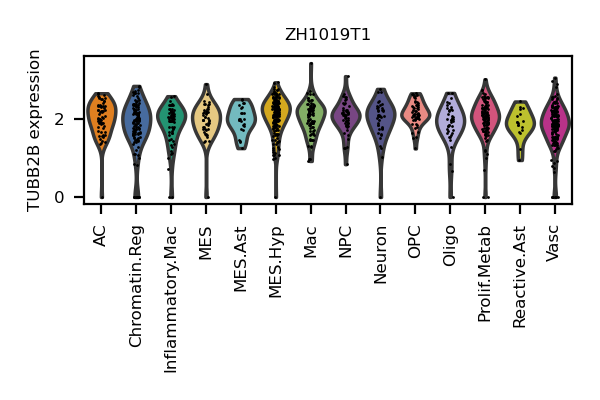 ZH1019T1
TUBB2B expression
2
0
AC
Chromatin.Reg
Inflammatory.Mac
MES
MES.Ast
MES.Hyp
Mac
NPC
Neuron
OPC
Oligo
Prolif.Metab
Reactive.Ast
Vasc